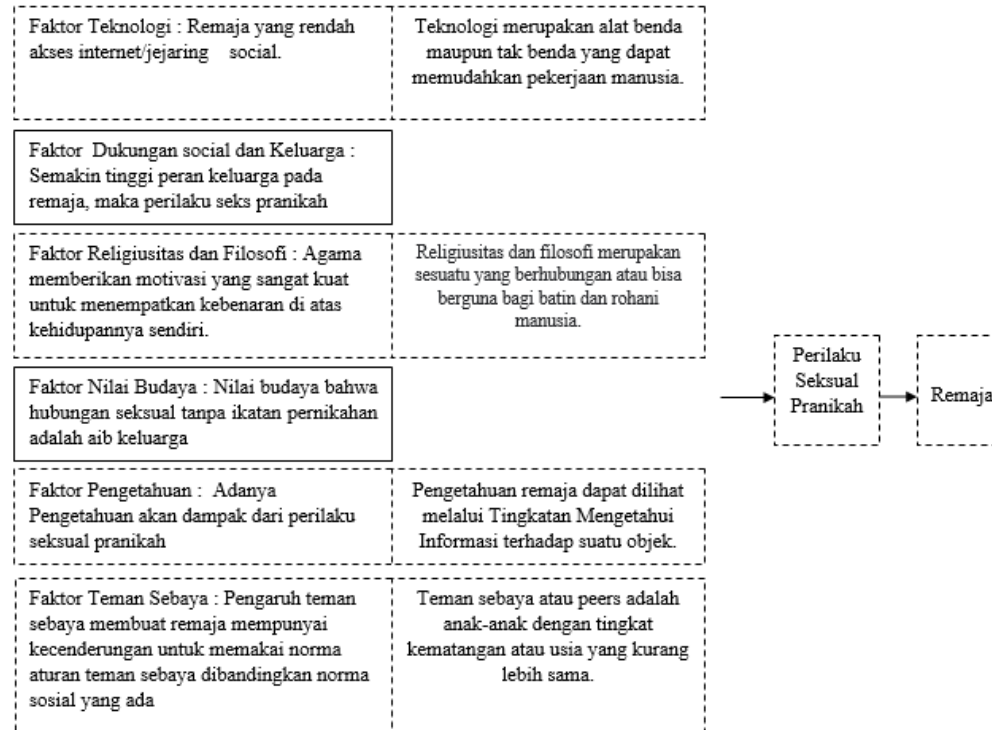 Faktor Teknologi : Remaja yang rendah
akses internet/jejaring social.
Teknologi merupakan alat benda
maupun tak benda yang dapat
memudahkan pekerjaan manusia.
Faktor Dukungan social dan Keluarga :
Semakin tinggi peran keluarga pada
remaja, maka perilaku seks pranikah
Faktor Religiusitas dan Filosofi : Agama
memberikan motivasi yang sangat kuat
untuk menempatkan kebenaran di atas
kehidupannya sendiri.
Religiusitas dan filosofi merupakan
sesuatu yang berhubungan atau bisa
berguna bagi batin dan rohani
manusia.
Faktor Nilai Budaya : Nilai budaya bahwa
hubungan seksual tanpa ikatan pernikahan
adalah aib keluarga
Faktor Pengetahuan : Adanya
Pengetahuan akan dampak dari perilaku
seksual pranikah
Pengetahuan remaja dapat dilihat
melalui Tingkatan Mengetahui
Informasi terhadap suatu objek.
Faktor Teman Sebaya : Pengaruh teman
sebaya membuat remaja mempunyai
kecenderungan untuk memakai norma
aturan teman sebaya dibandingkan norma
sosial yang ada
Teman sebaya atau peers adalah
anak-anak dengan tingkat
kematangan atau usia yang kurang
lebih sama.
Perilaku
Seksual
Pranikah
Remaja